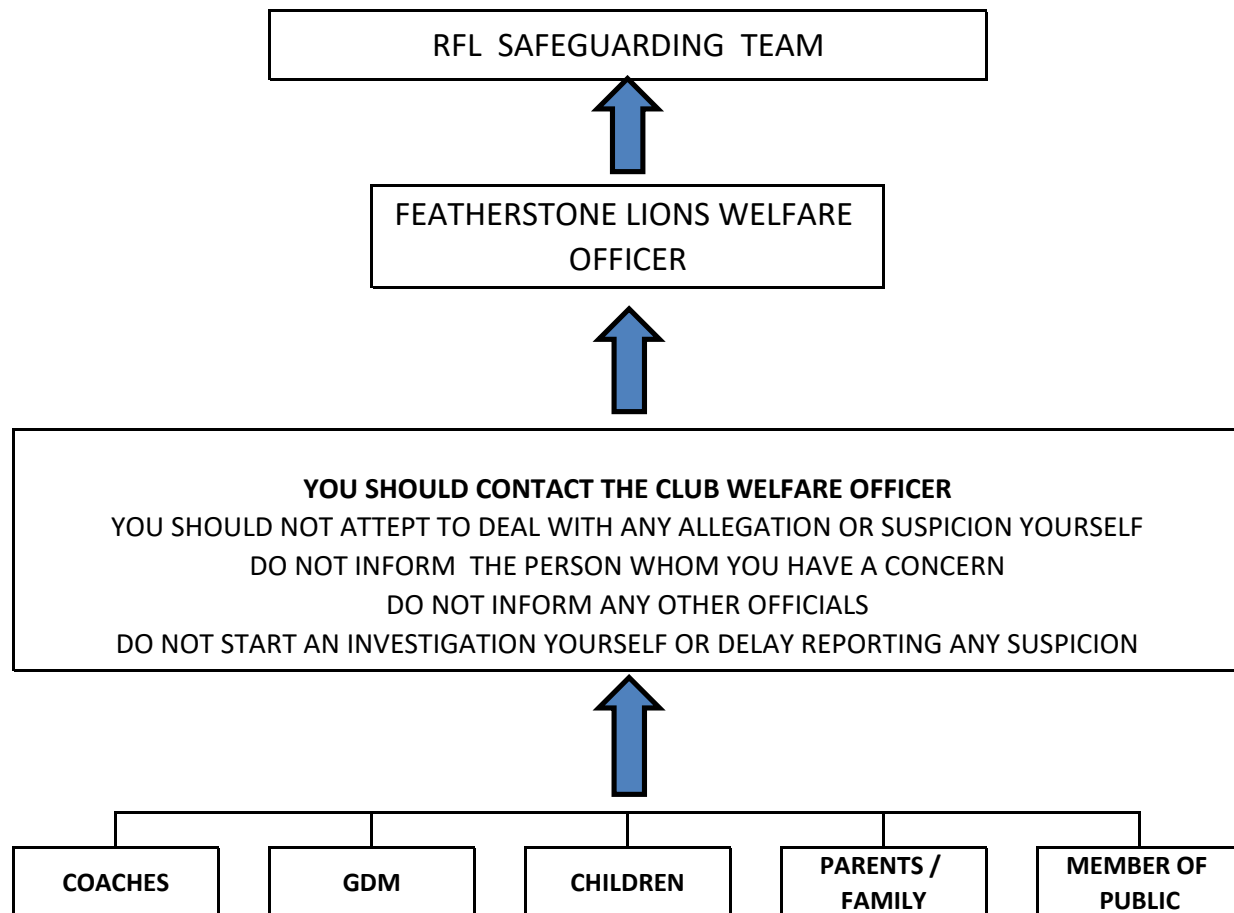 RFL SAFEGUARDING TEAM
FEATHERSTONE LIONS WELFARE
OFFICER
YOU SHOULD CONTACT THE CLUB WELFARE OFFICER
YOU SHOULD NOT ATTEPT TO DEAL WITH ANY ALLEGATION OR SUSPICION YOURSELF
DO NOT INFORM THE PERSON WHOM YOU HAVE A CONCERN
DO NOT INFORM ANY OTHER OFFICIALS
DO NOT START AN INVESTIGATION YOURSELF OR DELAY REPORTING ANY SUSPICION
COACHES
GDM
CHILDREN
PARENTS /
FAMILY
MEMBER OF
PUBLIC